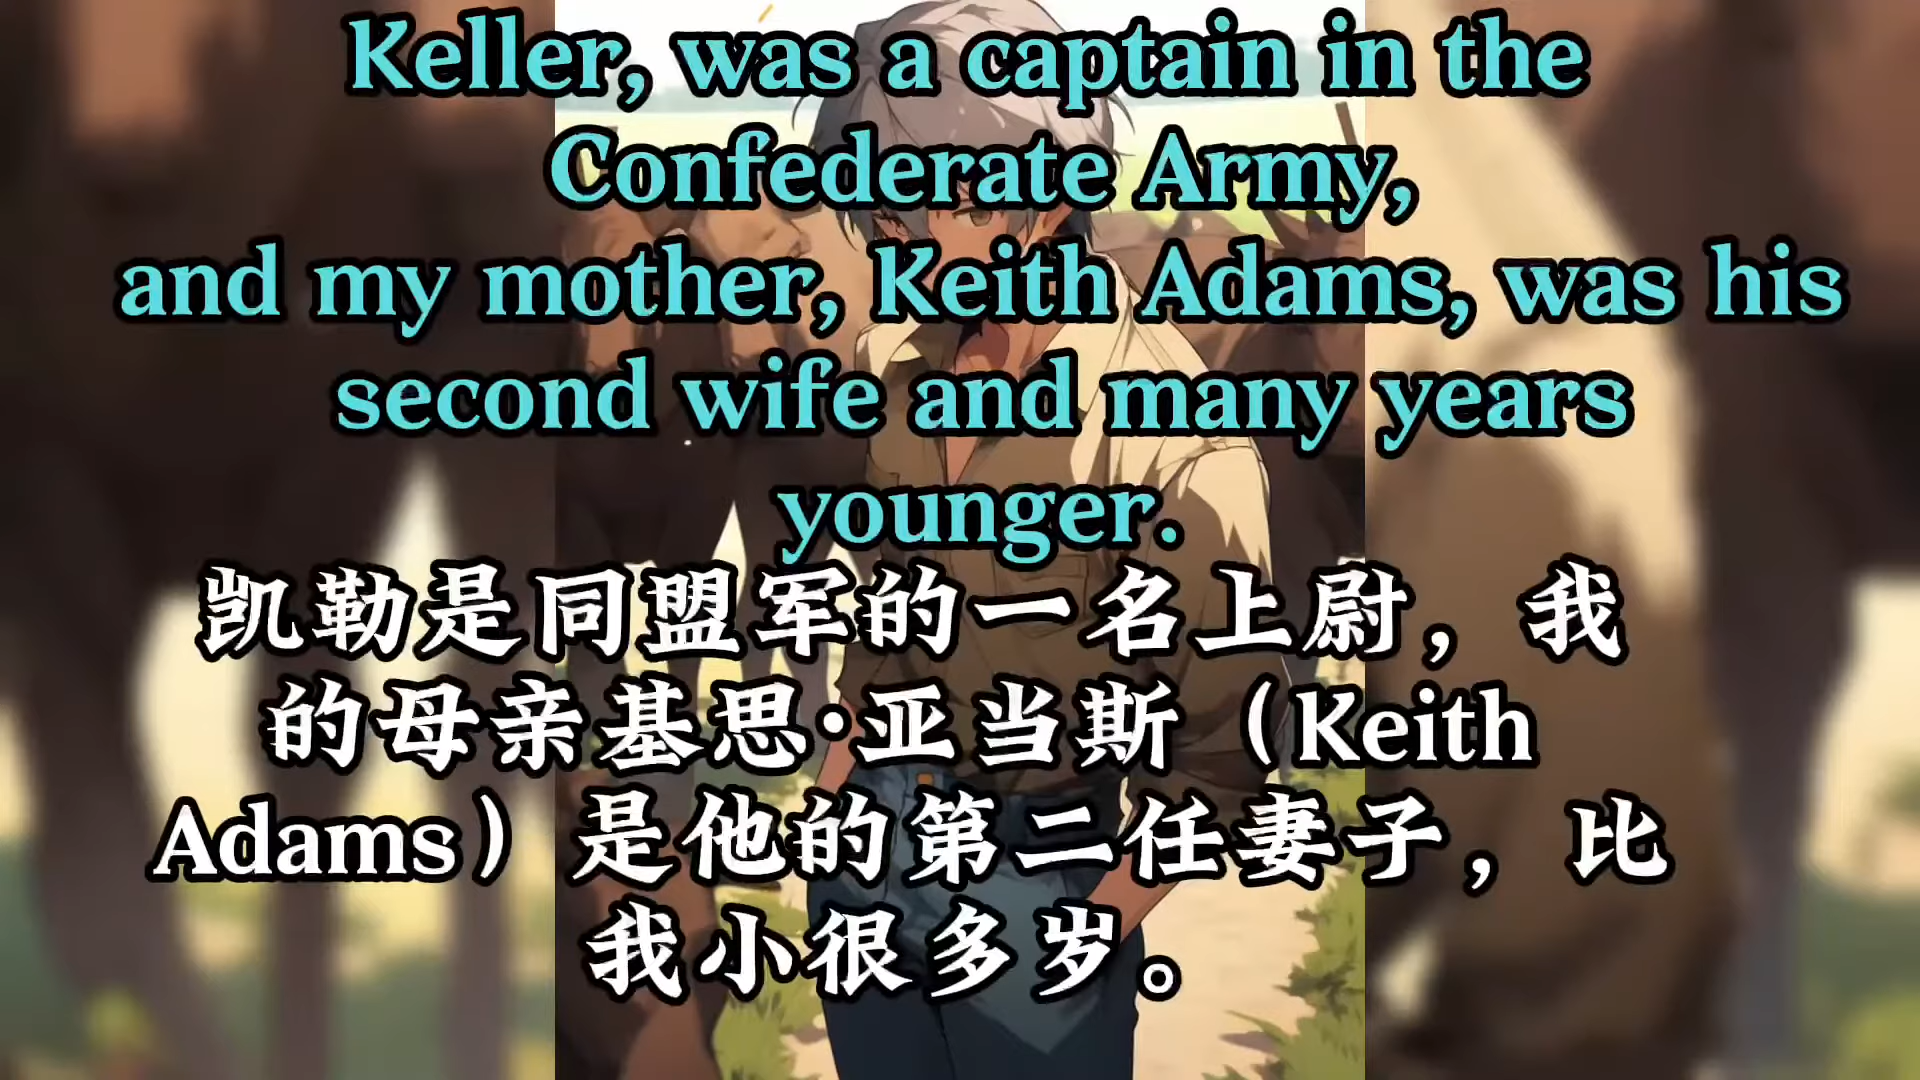 Keller, was a captain in the
Confederate Army,
and my mother, Keith Adams, was his
second wife and many years
younger.
凯勒是同盟军的一名上尉，我
的母亲基思·亚当斯（Keith
Adams）是他的第二任妻子，比
我小很多岁。